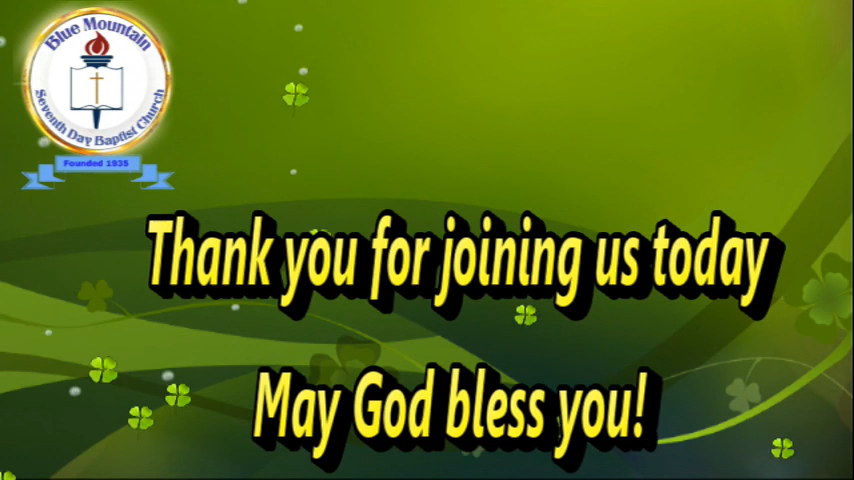 Blue Mountain
Seventh Day Baptist Church
Founded 1935
Thank you for joining us today
May God bless you!